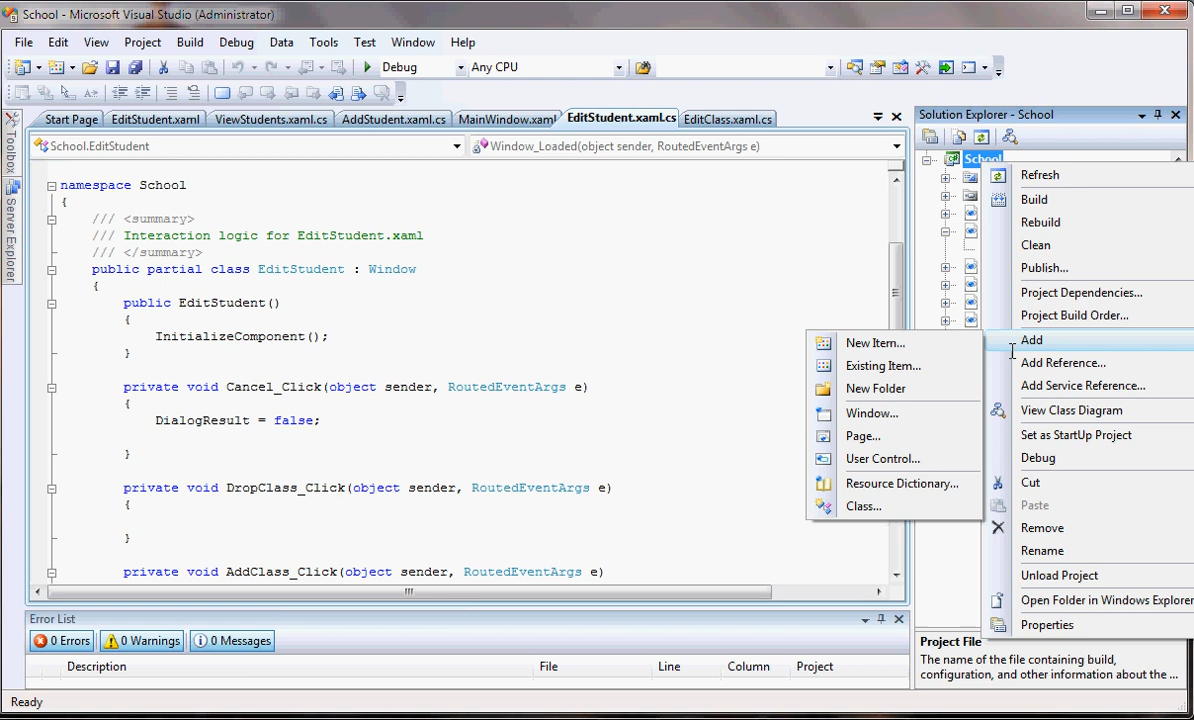 School - Microsoft Visual Studio (Administrator)
File Edit View Project Build Debug Data Tools Test Window Help
Debug Any CPU
Start Page EditStudent.xaml ViewStudents.xaml.cs AddStudent.xaml.cs MainWindow.xaml EditStudent.xaml.cs EditClass.xaml.cs
Toolbox
Server Explorer
School.EditStudent Window_Loaded(object sender, RoutedEventArgs e)
namespace School
{
/// <summary>
/// Interaction logic for EditStudent.xaml
/// </summary>
public partial class EditStudent : Window
{
public EditStudent()
{
InitializeComponent();
}
private void Cancel_Click(object sender, RoutedEventArgs e)
{
DialogResult = false;
}
private void DropClass_Click(object sender, RoutedEventArgs e)
{
}
private void AddClass_Click(object sender, RoutedEventArgs e)
Error List
0 Errors 0 Warnings 0 Messages
Description File Line Column Project
Ready
Solution Explorer - School
School
Refresh
Build
Rebuild
Clean
Publish...
Project Dependencies...
Project Build Order...
Add
Add Reference...
Add Service Reference...
View Class Diagram
Set as StartUp Project
Debug
Cut
Paste
Remove
Rename
Unload Project
Open Folder in Windows Explorer
Properties
New Item...
Existing Item...
New Folder
Window...
Page...
User Control...
Resource Dictionary...
Class...
Project File
The name of the file containing build,
configuration, and other information about the ...